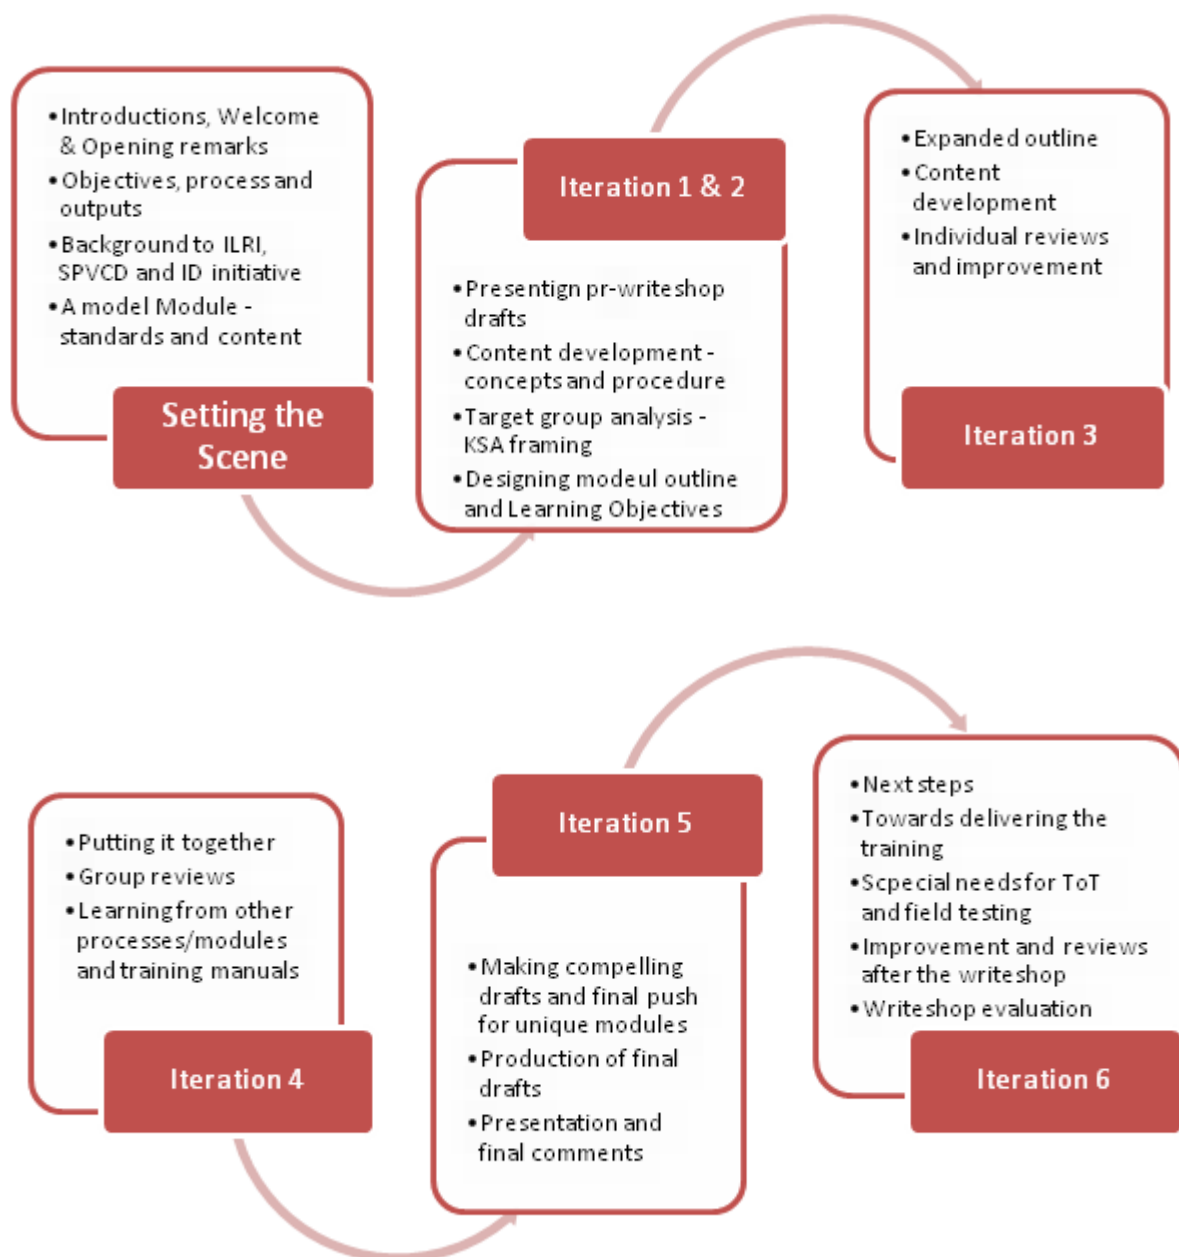 •Introductions, Welcome
& Opening remarks
•Objectives, process and
outputs
•Background to ILRI,
SPVCD and ID initiative
•A model Module -
standards and content
Setting the
Scene
Iteration 1 & 2
•Presentign pr-writeshop
drafts
•Content development -
concepts and procedure
•Target group analysis -
KSA framing
•Designing modeul outline
and Learning Objectives
•Expanded outline
•Content
development
•Individual reviews
and improvement
Iteration 3
•Putting it together
•Group reviews
•Learning from other
processes/modules
and training manuals
Iteration 4
Iteration 5
•Making compelling
drafts and final push
for unique modules
•Production of final
drafts
•Presentation and
final comments
•Next steps
•Towards delivering the
training
•Scpecial needs for ToT
and field testing
•Improvement and reviews
after the writeshop
•Writeshop evaluation
Iteration 6